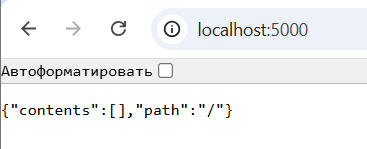 localhost:5000
Автоформатировать
{"contents":[],"path":"/"}